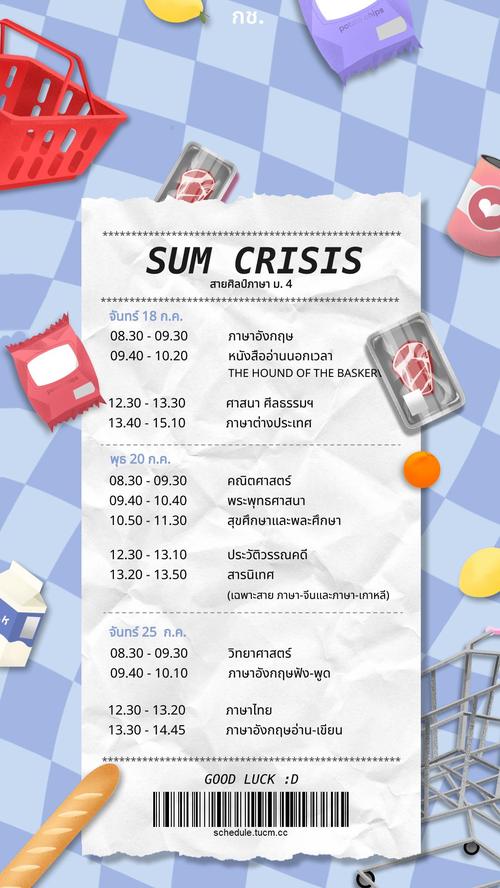 กช.
potato chips
********************************************
SUM CRISIS
สายศิลป์ภาษา ม. 4
********************************************
จันทร์ 18 ก.ค.
08.30 - 09.30 ภาษาอังกฤษ
09.40 - 10.20 หนังสืออ่านนอกเวลา
THE HOUND OF THE BASKER
12.30 - 13.30 ศาสนา ศีลธรรมฯ
13.40 - 15.10 ภาษาต่างประเทศ
พุธ 20 ก.ค.
08.30 - 09.30 คณิตศาสตร์
09.40 - 10.40 พระพุทธศาสนา
10.50 - 11.30 สุขศึกษาและพละศึกษา
12.30 - 13.10 ประวัติวรรณคดี
13.20 - 13.50 สารนิเทศ
(เฉพาะสาย ภาษา-จีนและภาษา-เกาหลี)
จันทร์ 25 ก.ค.
08.30 - 09.30 วิทยาศาสตร์
09.40 - 10.10 ภาษาอังกฤษฟัง-พูด
12.30 - 13.20 ภาษาไทย
13.30 - 14.45 ภาษาอังกฤษอ่าน-เขียน
********************************************
GOOD LUCK :D
schedule.tucm.cc